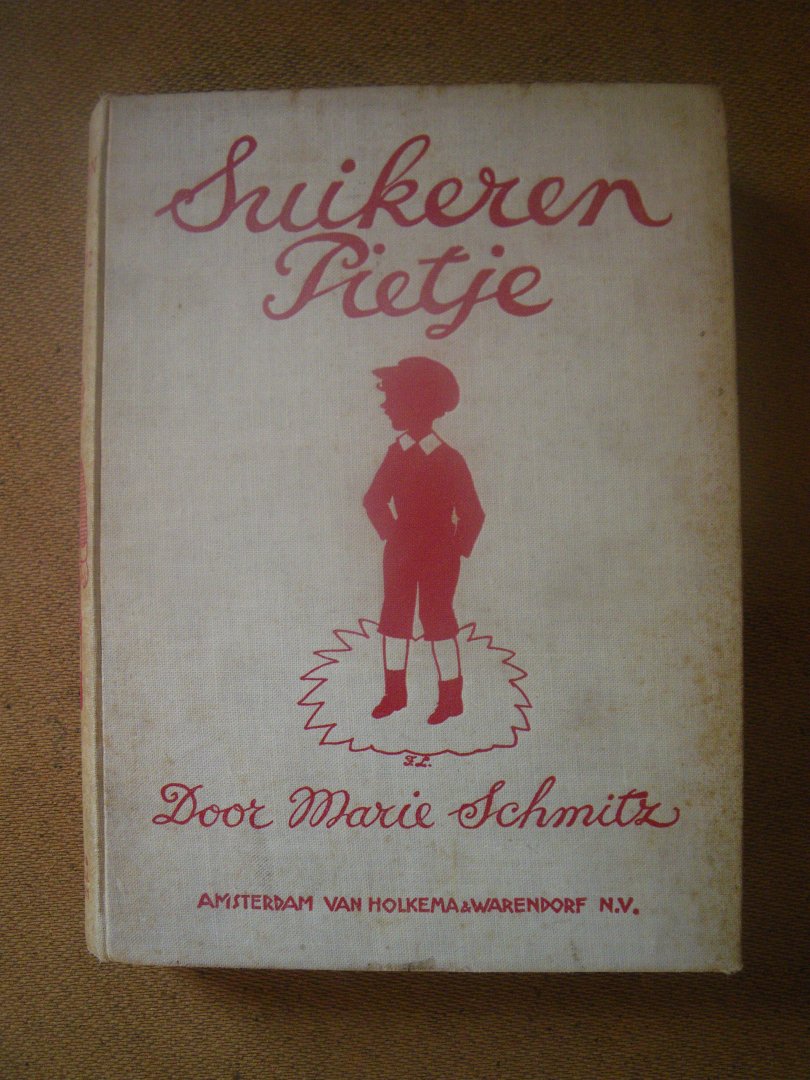 Suikeren
Pietje
F.L.
Door Marie Schmitz
AMSTERDAM VAN HOLKEMA & WARENDORF N.V.